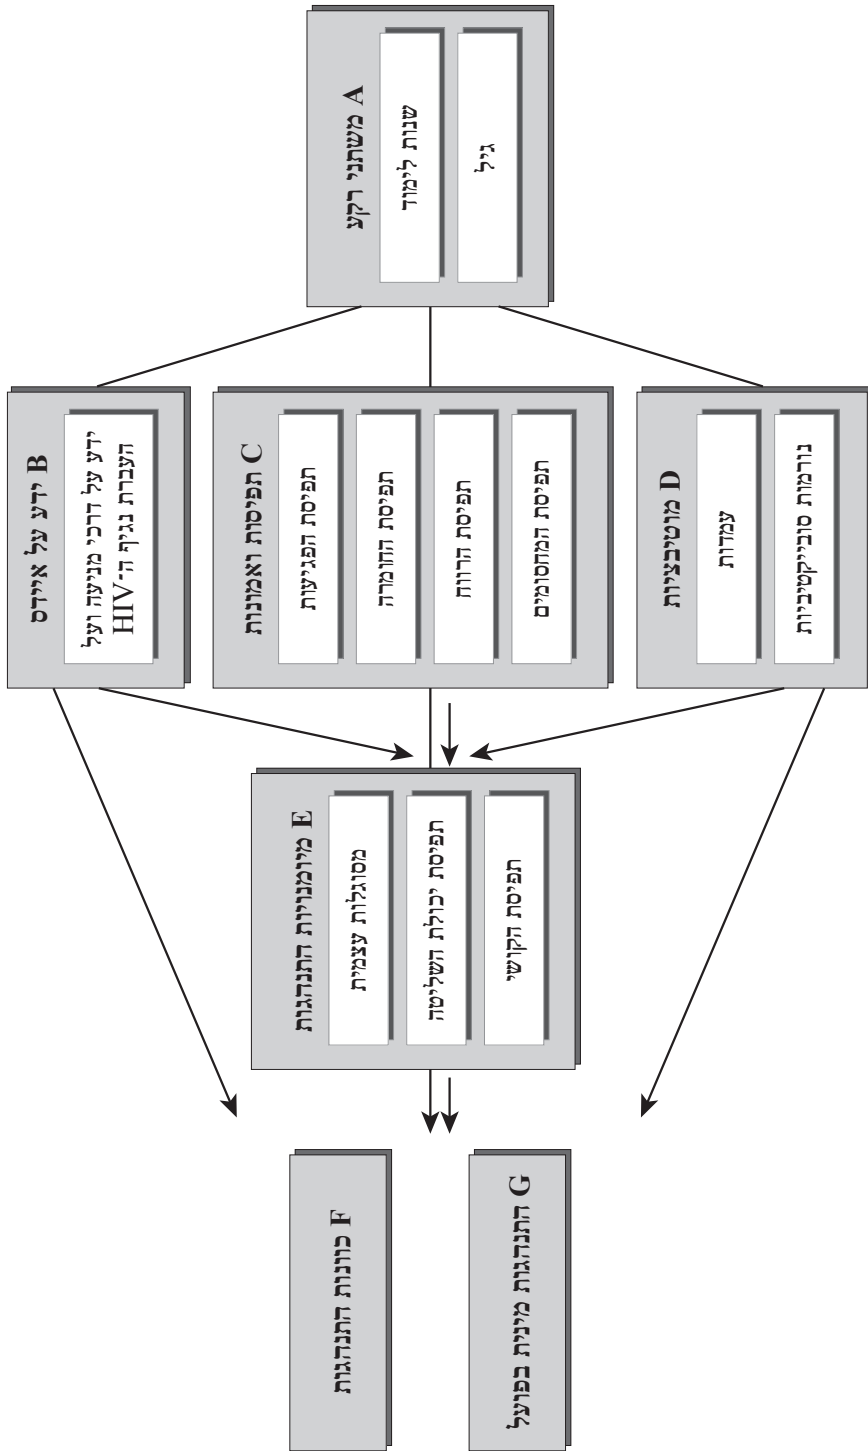 A משתני רקע
שנות לימוד
גיל
B ידע על איידס
ידע על דרכי מניעה ועל
העברת נגיף ה־HIV
C תפיסות ואמונות
תפיסת הפגיעות
תפיסת החומרה
תפיסת הרווח
תפיסת המחסומים
D מוטיבציות
עמדות
נורמות סובייקטיביות
E מיומנויות התנהגות
מסוגלות עצמית
תפיסת יכולת השליטה
תפיסת הקושי
F כוונות התנהגות
G התנהגות מינית בפועל